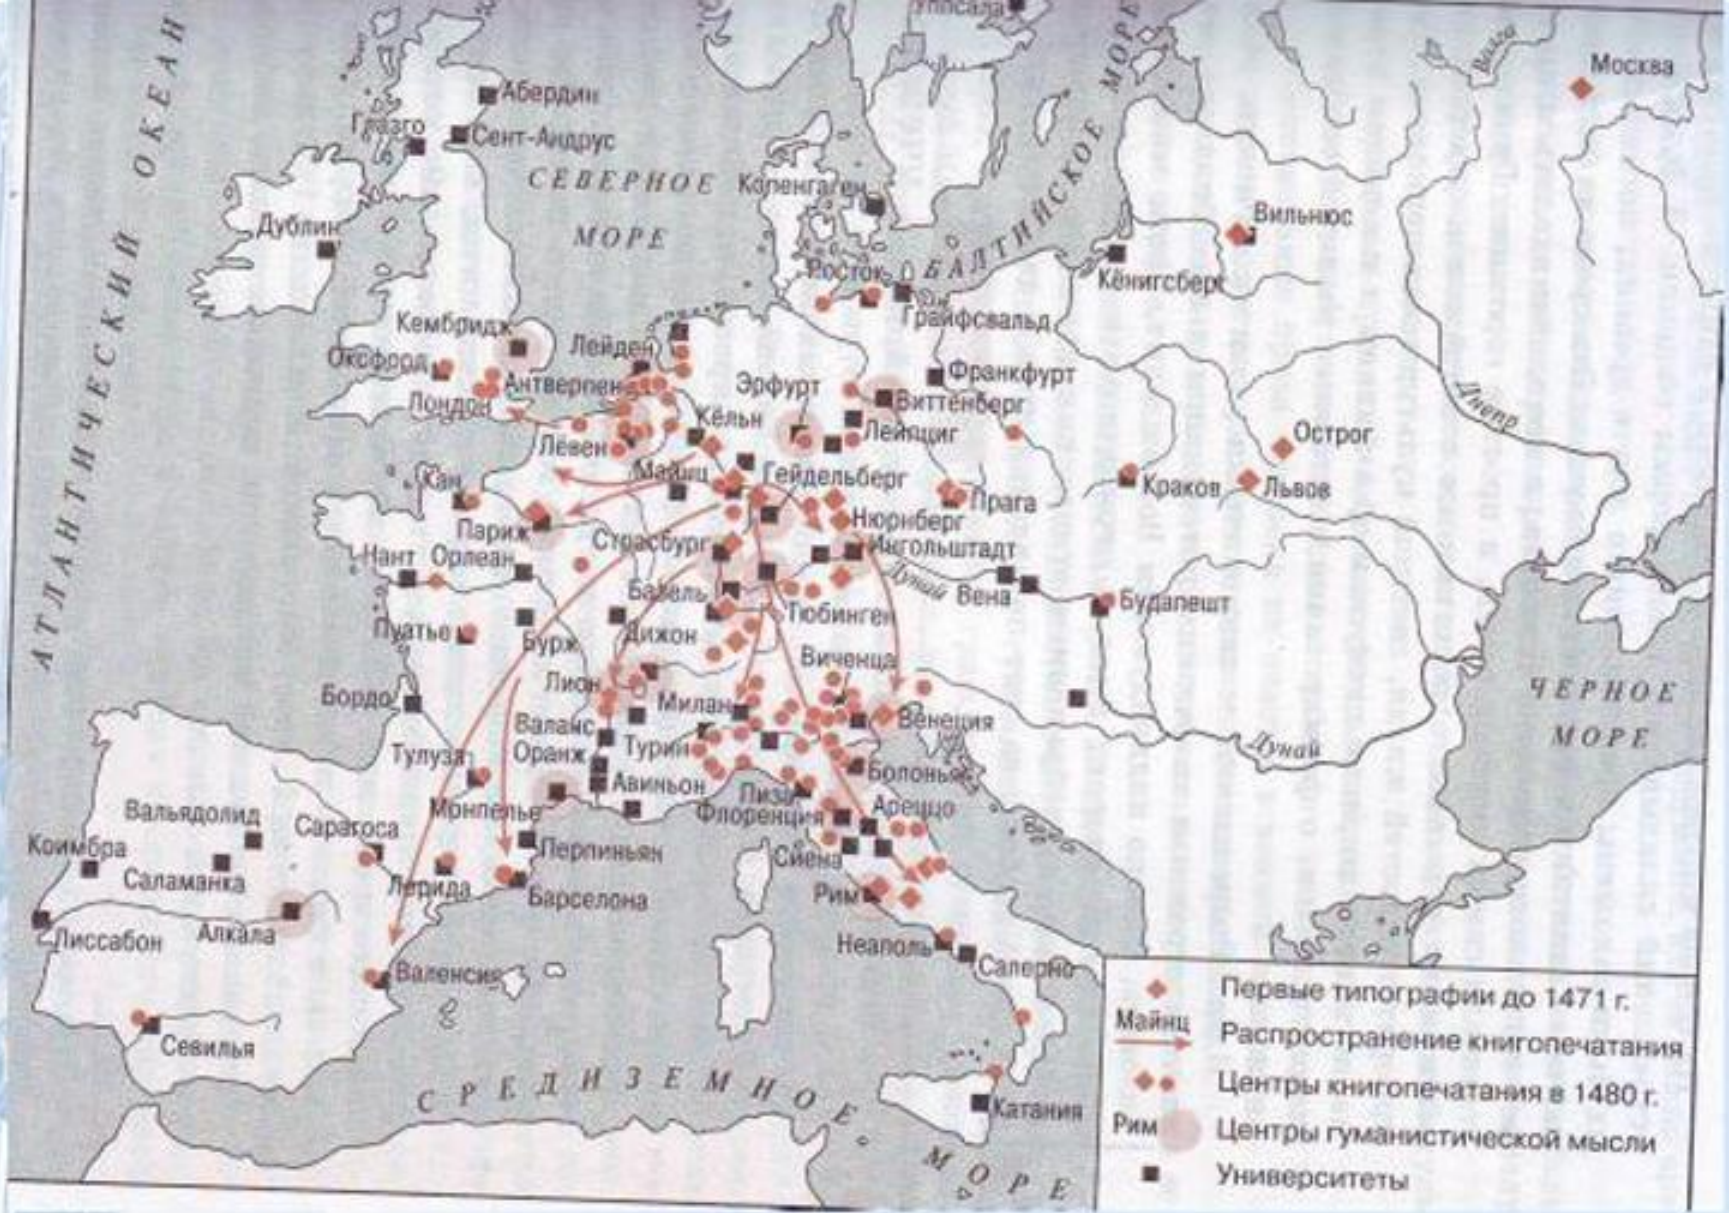 Уппсала
Москва
Волга
Абердин
Глазго
Сент-Андрус
СЕВЕРНОЕ
МОРЕ
Копенгаген
АТЛАНТИЧЕСКИЙ ОКЕАН
БАЛТИЙСКОЕ МОРЕ
Дублин
Вильнюс
Росток
Кёнигсберг
Грайфсвальд
Кембридж
Оксфорд
Лейден
Антверпен
Эрфурт
Франкфурт
Лондон
Виттенберг
Кёльн
Лейпциг
Днепр
Острог
Лёвен
Майнц
Гейдельберг
Кан
Краков
Львов
Прага
Париж
Нюрнберг
Страсбург
Ингольштадт
Нант
Орлеан
Дунай
Вена
Базель
Будапешт
Тюбинген
Пуатье
Бурж
Дижон
Виченца
Лион
Бордо
Милан
Венеция
ЧЕРНОЕ
МОРЕ
Валанс
Тулуза
Оранж
Турин
Дунай
Авиньон
Болонья
Пиза
Монпелье
Флоренция
Ареццо
Вальядолид
Сарагоса
Коимбра
Перпиньян
Сиена
Саламанка
Лерида
Барселона
Рим
Алкала
Лиссабон
Неаполь
Салерно
Валенсия
Севилья
СРЕДИЗЕМНОЕ
МОРЕ
Катания
Первые типографии до 1471 г.
Майнц
Распространение книгопечатания
Центры книгопечатания в 1480 г.
Рим
Центры гуманистической мысли
Университеты